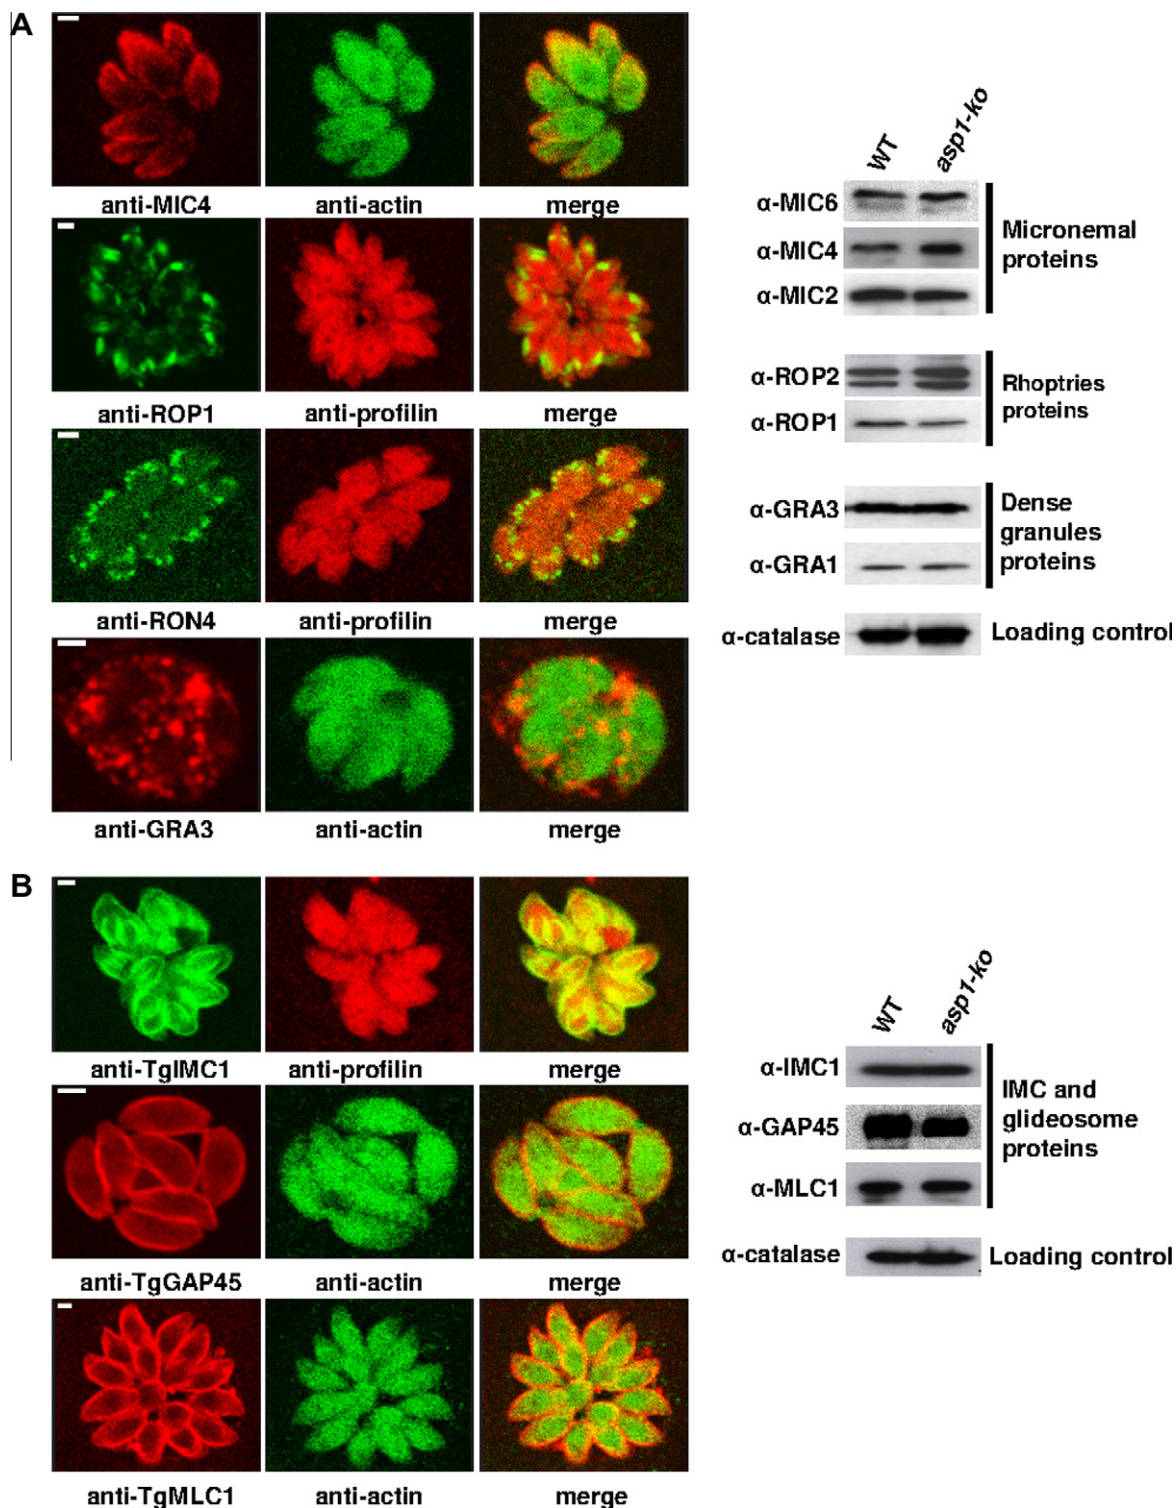 A
anti-MIC4 anti-actin merge
anti-ROP1 anti-profilin merge
anti-RON4 anti-profilin merge
anti-GRA3 anti-actin merge
WT asp1-ko
α-MIC6
α-MIC4
α-MIC2
Micronemal
proteins
α-ROP2
α-ROP1
Rhoptries
proteins
α-GRA3
α-GRA1
Dense
granules
proteins
α-catalase Loading control
B
anti-TgIMC1 anti-profilin merge
anti-TgGAP45 anti-actin merge
anti-TgMLC1 anti-actin merge
WT asp1-ko
α-IMC1
α-GAP45
α-MLC1
IMC and
glideosome
proteins
α-catalase Loading control